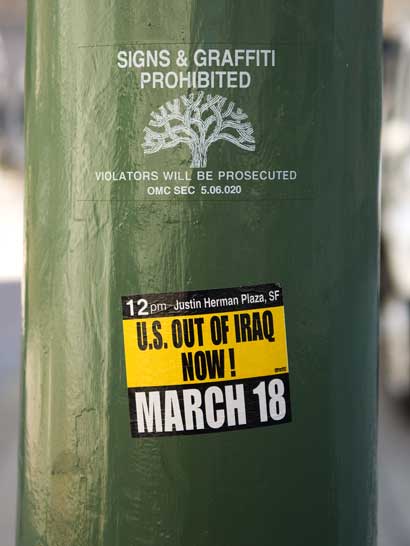 SIGNS & GRAFFITI
PROHIBITED
VIOLATORS WILL BE PROSECUTED
OMC SEC 5.06.020
12pm - Justin Herman Plaza, SF
U.S. OUT OF IRAQ
NOW!
MARCH 18